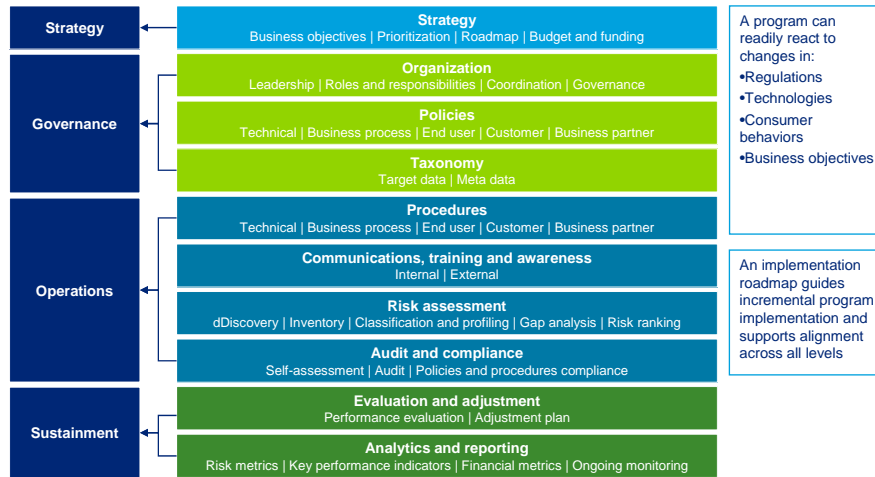 Strategy
Strategy
Business objectives | Prioritization | Roadmap | Budget and funding
Governance
Organization
Leadership | Roles and responsibilities | Coordination | Governance
Policies
Technical | Business process | End user | Customer | Business partner
Taxonomy
Target data | Meta data
Operations
Procedures
Technical | Business process | End user | Customer | Business partner
Communications, training and awareness
Internal | External
Risk assessment
dDiscovery | Inventory | Classification and profiling | Gap analysis | Risk ranking
Audit and compliance
Self-assessment | Audit | Policies and procedures compliance
Sustainment
Evaluation and adjustment
Performance evaluation | Adjustment plan
Analytics and reporting
Risk metrics | Key performance indicators | Financial metrics | Ongoing monitoring
A program can
readily react to
changes in:
•Regulations
•Technologies
•Consumer
behaviors
•Business objectives
An implementation
roadmap guides
incremental program
implementation and
supports alignment
across all levels